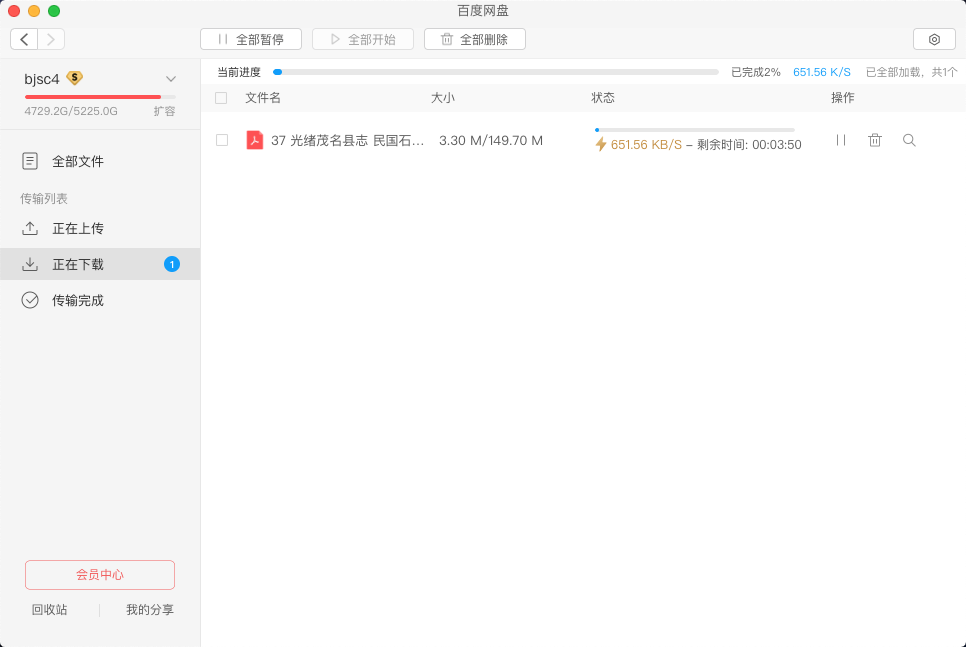 百度网盘
全部暂停 全部开始 全部删除
bjsc4
4729.2G/5225.0G 扩容
全部文件
传输列表
正在上传
正在下载 1
传输完成
会员中心
回收站 我的分享
当前进度 已完成2% 651.56 K/S 已全部加载，共1个
文件名 大小 状态 操作
37 光绪茂名县志 民国石... 3.30 M/149.70 M 651.56 KB/S – 剩余时间: 00:03:50